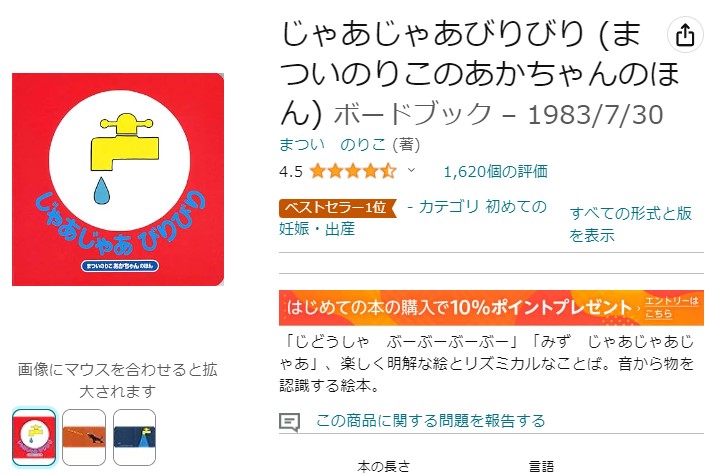 じゃあじゃあびりびり (ま
ついのりこのあかちゃんのほ
ん) ボードブック – 1983/7/30
まつい のりこ (著)
4.5
1,620個の評価
ベストセラー1位
- カテゴリ 初めての
妊娠・出産
すべての形式と版
を表示
はじめての本の購入で10%ポイントプレゼント
エントリーは
こちら
「じどうしゃ ぶーぶーぶーぶー」「みず じゃあじゃあじ
ゃあ」、楽しく明解な絵とリズミカルなことば。音から物を
認識する絵本。
この商品に関する問題を報告する
本の長さ
言語
じゃあじゃあ びりびり
まついのりこ あかちゃんのほん
画像にマウスを合わせると拡
大されます